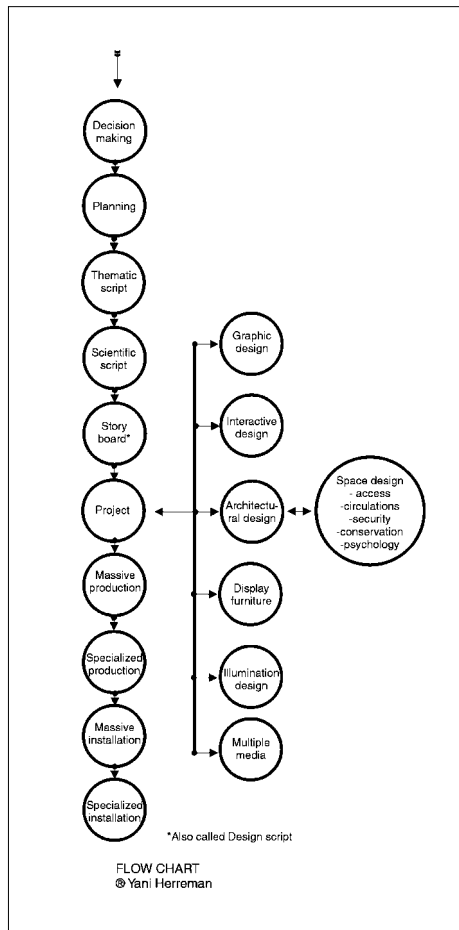 Decision
making
Planning
Thematic
script
Scientific
script
Story
board*
Project
Massive
production
Specialized
production
Massive
installation
Specialized
installation
Graphic
design
Interactive
design
Architectu-
ral design
Display
furniture
Illumination
design
Multiple
media
Space design
- access
-circulations
-security
-conservation
-psychology
*Also called Design script
FLOW CHART
® Yani Herreman